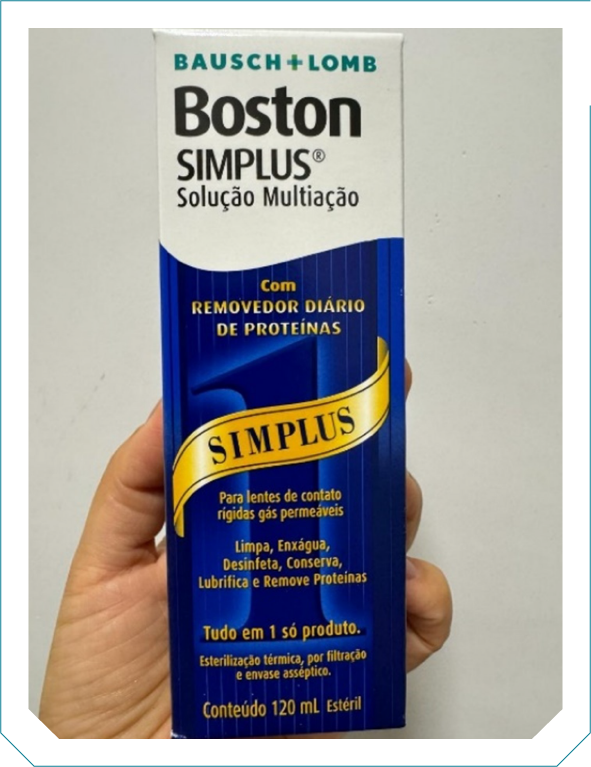 BAUSCH+LOMB
Boston
SIMPLUS®
Solução Multiação
Com
REMOVEDOR DIÁRIO
DE PROTEÍNAS
1
SIMPLUS
Para lentes de contato
rígidas gás permeáveis
Limpa, Enxágua,
Desinfeta, Conserva,
Lubrifica e Remove Proteínas
Tudo em 1 só produto.
Esterilização térmica, por filtração
e envase asséptico.
Conteúdo 120 mL Estéril